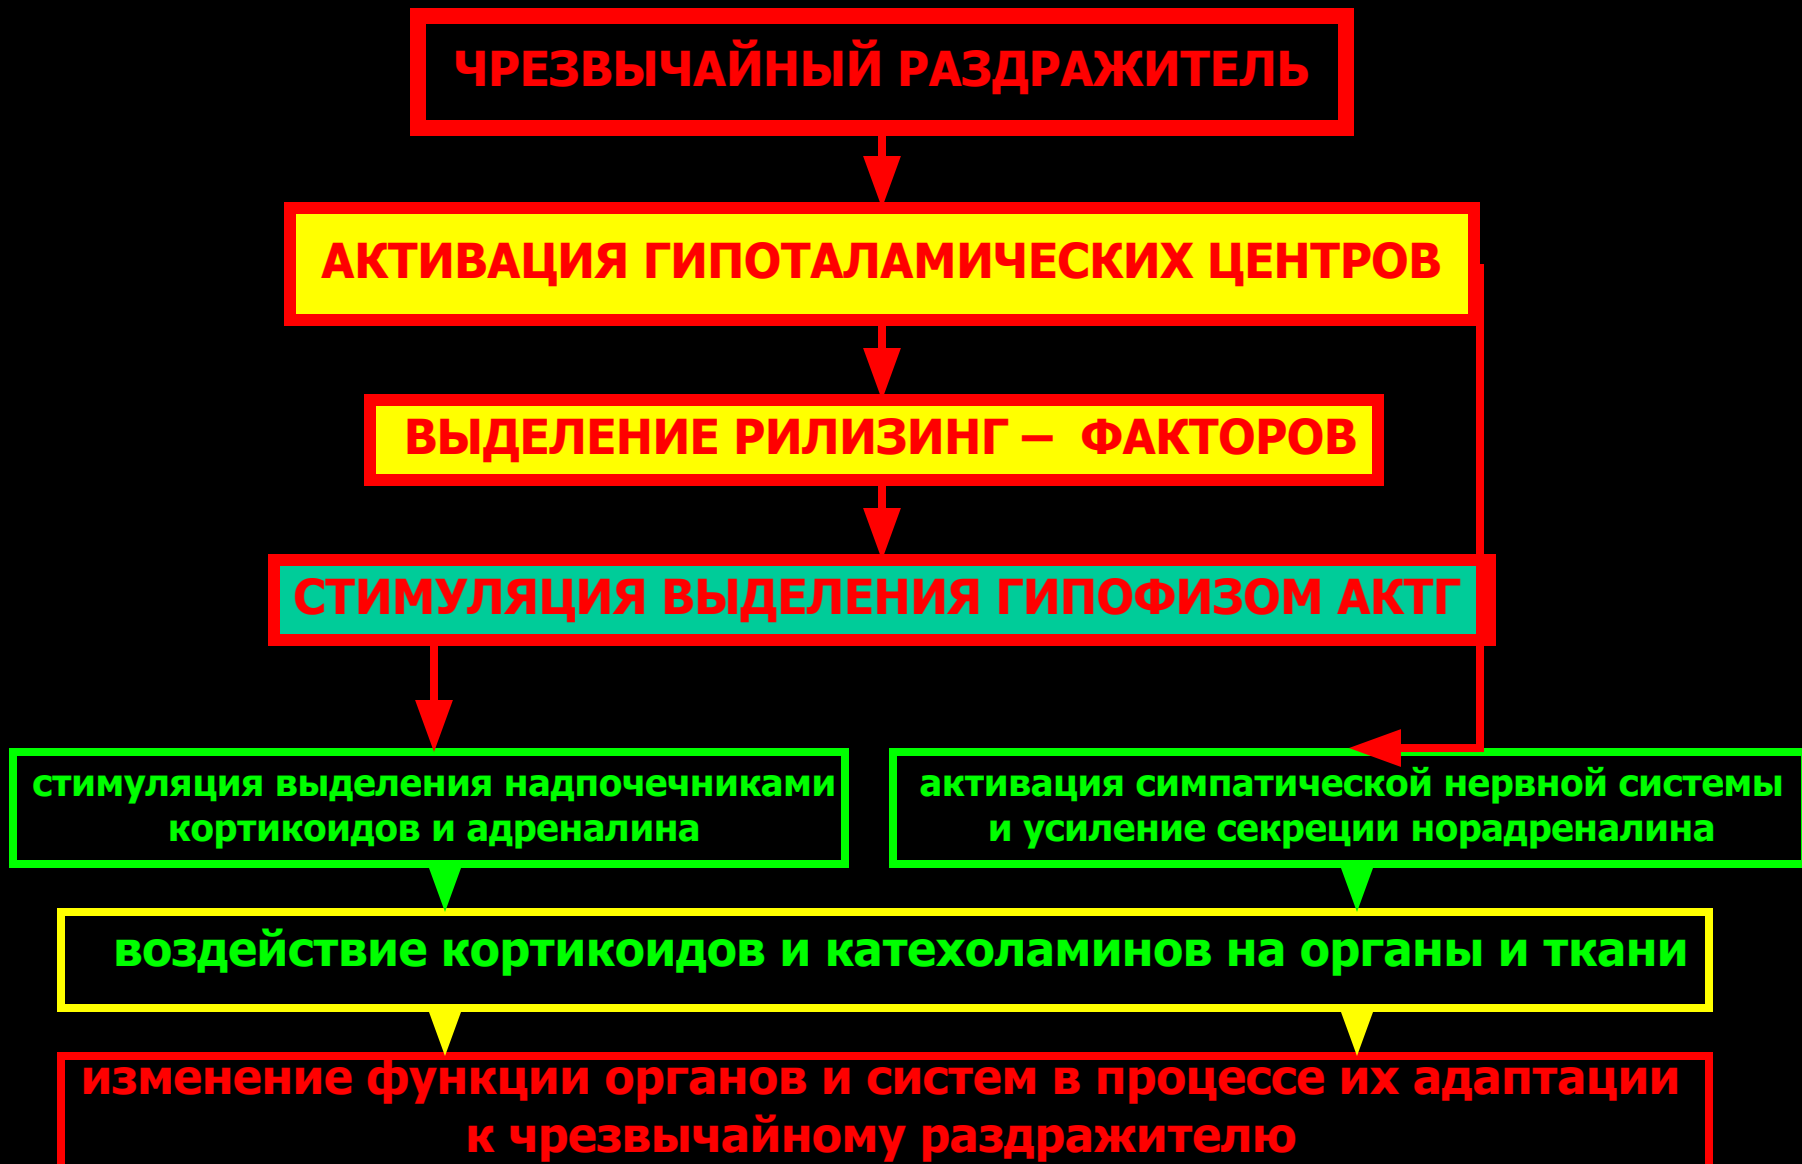 ЧРЕЗВЫЧАЙНЫЙ РАЗДРАЖИТЕЛЬ
АКТИВАЦИЯ ГИПОТАЛАМИЧЕСКИХ ЦЕНТРОВ
ВЫДЕЛЕНИЕ РИЛИЗИНГ – ФАКТОРОВ
СТИМУЛЯЦИЯ ВЫДЕЛЕНИЯ ГИПОФИЗОМ АКТГ
стимуляция выделения надпочечниками
кортикоидов и адреналина
активация симпатической нервной системы
и усиление секреции норадреналина
воздействие кортикоидов и катехоламинов на органы и ткани
изменение функции органов и систем в процессе их адаптации
к чрезвычайному раздражителю